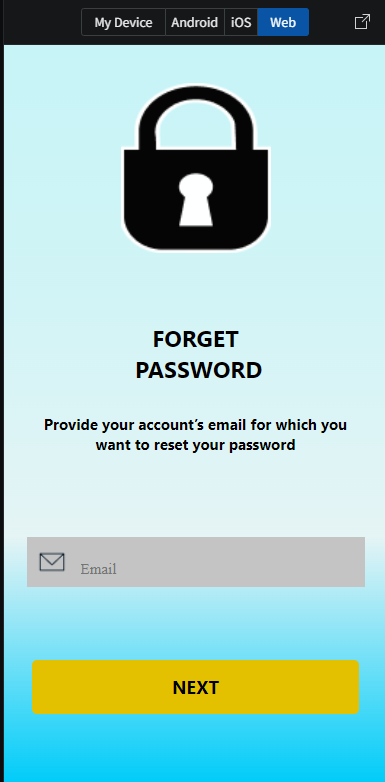 My Device Android iOS Web
FORGET
PASSWORD
Provide your account’s email for which you
want to reset your password
Email
NEXT